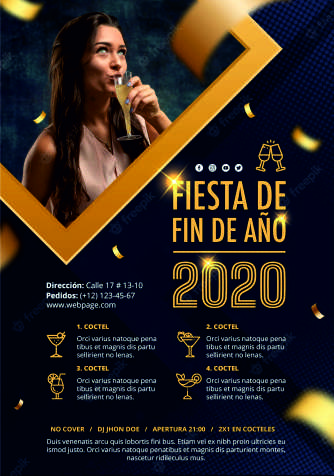 FIESTA DE
FIN DE AÑO
2020
Dirección: Calle 17 # 13-10
Pedidos: (+12) 123-45-67
www.webpage.com
1. COCTEL
Orci varius natoque pena
tibus et magnis dis partu
sellirient no lenas.
2. COCTEL
Orci varius natoque pena
tibus et magnis dis partu
sellirient no lenas.
3. COCTEL
Orci varius natoque pena
tibus et magnis dis partu
sellirient no lenas.
4. COCTEL
Orci varius natoque pena
tibus et magnis dis partu
sellirient no lenas.
NO COVER / DJ JHON DOE / APERTURA 21:00 / 2X1 EN COCTELES
Duis venenatis arcu quis lobortis fini bus. Etiam vel ex nibh proin ultricies eu
ismod justo. Orci varius natoque penatibus et magnis dis parturient montes,
nascetur ridiculus.